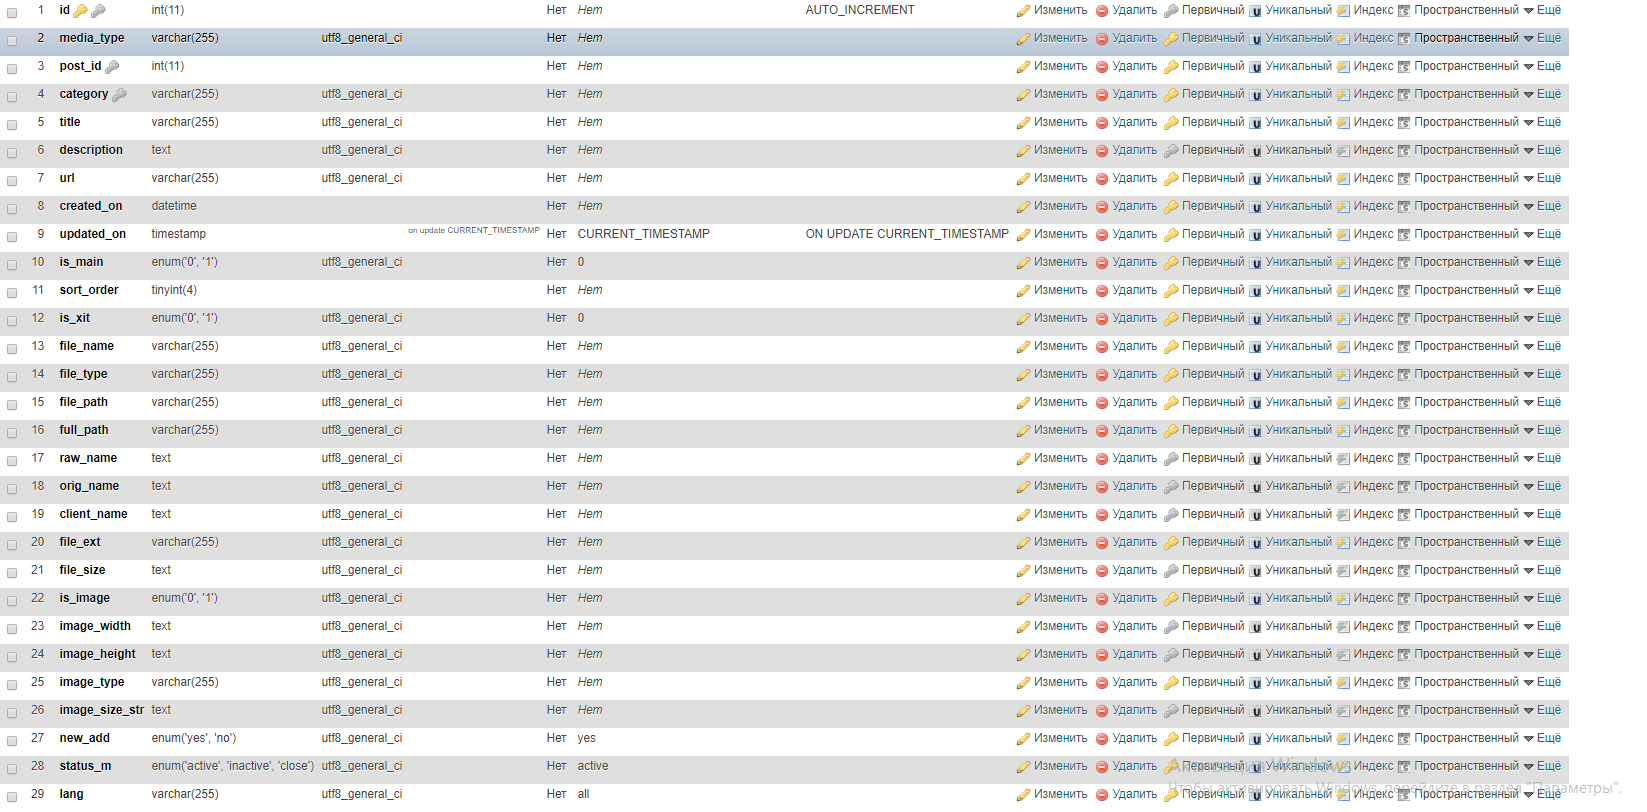 1 id int(11) Нет Нет AUTO_INCREMENT Изменить Удалить Первичный Уникальный Индекс Пространственный Ещё
2 media_type varchar(255) utf8_general_ci Нет Нет Изменить Удалить Первичный Уникальный Индекс Пространственный Ещё
3 post_id int(11) Нет Нет Изменить Удалить Первичный Уникальный Индекс Пространственный Ещё
4 category varchar(255) utf8_general_ci Нет Нет Изменить Удалить Первичный Уникальный Индекс Пространственный Ещё
5 title varchar(255) utf8_general_ci Нет Нет Изменить Удалить Первичный Уникальный Индекс Пространственный Ещё
6 description text utf8_general_ci Нет Нет Изменить Удалить Первичный Уникальный Индекс Пространственный Ещё
7 url varchar(255) utf8_general_ci Нет Нет Изменить Удалить Первичный Уникальный Индекс Пространственный Ещё
8 created_on datetime Нет Нет Изменить Удалить Первичный Уникальный Индекс Пространственный Ещё
9 updated_on timestamp on update CURRENT_TIMESTAMP Нет CURRENT_TIMESTAMP ON UPDATE CURRENT_TIMESTAMP Изменить Удалить Первичный Уникальный Индекс Пространственный Ещё
10 is_main enum('0', '1') utf8_general_ci Нет 0 Изменить Удалить Первичный Уникальный Индекс Пространственный Ещё
11 sort_order tinyint(4) Нет Нет Изменить Удалить Первичный Уникальный Индекс Пространственный Ещё
12 is_xit enum('0', '1') utf8_general_ci Нет 0 Изменить Удалить Первичный Уникальный Индекс Пространственный Ещё
13 file_name varchar(255) utf8_general_ci Нет Нет Изменить Удалить Первичный Уникальный Индекс Пространственный Ещё
14 file_type varchar(255) utf8_general_ci Нет Нет Изменить Удалить Первичный Уникальный Индекс Пространственный Ещё
15 file_path varchar(255) utf8_general_ci Нет Нет Изменить Удалить Первичный Уникальный Индекс Пространственный Ещё
16 full_path varchar(255) utf8_general_ci Нет Нет Изменить Удалить Первичный Уникальный Индекс Пространственный Ещё
17 raw_name text utf8_general_ci Нет Нет Изменить Удалить Первичный Уникальный Индекс Пространственный Ещё
18 orig_name text utf8_general_ci Нет Нет Изменить Удалить Первичный Уникальный Индекс Пространственный Ещё
19 client_name text utf8_general_ci Нет Нет Изменить Удалить Первичный Уникальный Индекс Пространственный Ещё
20 file_ext varchar(255) utf8_general_ci Нет Нет Изменить Удалить Первичный Уникальный Индекс Пространственный Ещё
21 file_size text utf8_general_ci Нет Нет Изменить Удалить Первичный Уникальный Индекс Пространственный Ещё
22 is_image enum('0', '1') utf8_general_ci Нет Нет Изменить Удалить Первичный Уникальный Индекс Пространственный Ещё
23 image_width text utf8_general_ci Нет Нет Изменить Удалить Первичный Уникальный Индекс Пространственный Ещё
24 image_height text utf8_general_ci Нет Нет Изменить Удалить Первичный Уникальный Индекс Пространственный Ещё
25 image_type varchar(255) utf8_general_ci Нет Нет Изменить Удалить Первичный Уникальный Индекс Пространственный Ещё
26 image_size_str text utf8_general_ci Нет Нет Изменить Удалить Первичный Уникальный Индекс Пространственный Ещё
27 new_add enum('yes', 'no') utf8_general_ci Нет yes Изменить Удалить Первичный Уникальный Индекс Пространственный Ещё
28 status_m enum('active', 'inactive', 'close') utf8_general_ci Нет active Изменить Удалить Первичный Уникальный Индекс Пространственный Ещё
Активация Windows
Чтобы активировать Windows, перейдите в раздел "Параметры".
29 lang varchar(255) utf8_general_ci Нет all Изменить Удалить Первичный Уникальный Индекс Пространственный Ещё